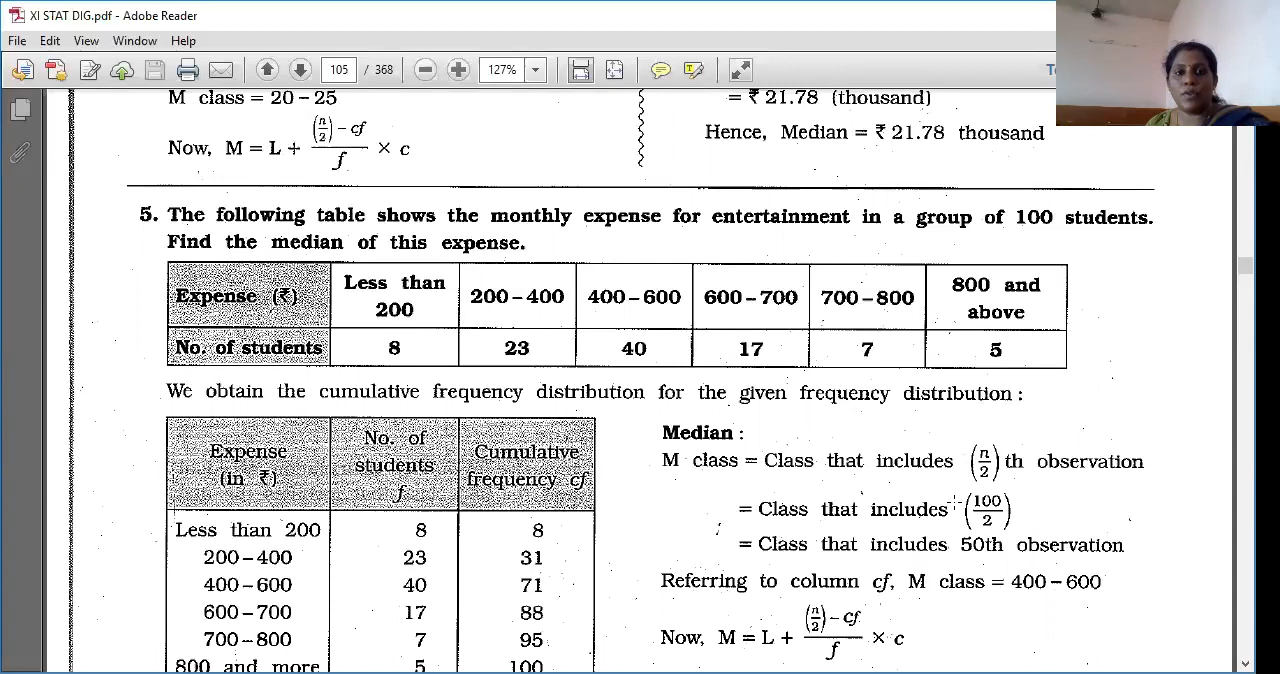 XI STAT DIG.pdf - Adobe Reader
File Edit View Window Help
105 / 368 127%
M class = 20 – 25
Now, M = L + ((n/2) – cf)/f × c
= ₹ 21.78 (thousand)
Hence, Median = ₹ 21.78 thousand
5. The following table shows the monthly expense for entertainment in a group of 100 students.
Find the median of this expense.
Expense (₹) Less than 200 200 – 400 400 – 600 600 – 700 700 – 800 800 and above
No. of students 8 23 40 17 7 5
We obtain the cumulative frequency distribution for the given frequency distribution :
Expense (in ₹) No. of students f Cumulative frequency cf
Less than 200 8 8
200 – 400 23 31
400 – 600 40 71
600 – 700 17 88
700 – 800 7 95
800 and more 5 100
Median :
M class = Class that includes (n/2) th observation
= Class that includes (100/2)
= Class that includes 50th observation
Referring to column cf, M class = 400 – 600
Now, M = L + ((n/2) – cf)/f × c